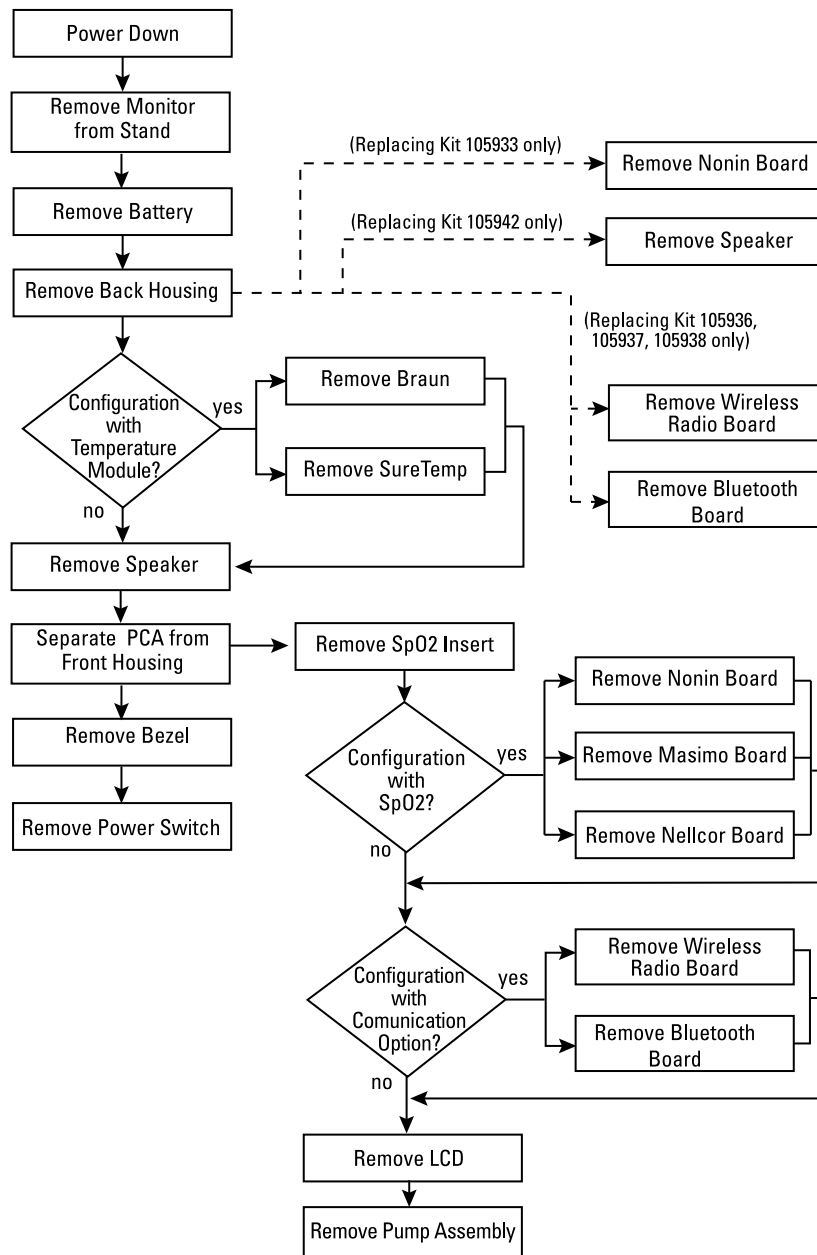 Power Down
Remove Monitor
from Stand
(Replacing Kit 105933 only)
Remove Nonin Board
Remove Battery
(Replacing Kit 105942 only)
Remove Speaker
Remove Back Housing
(Replacing Kit 105936,
105937, 105938 only)
Configuration
with
Temperature
Module?
yes
no
Remove Braun
Remove SureTemp
Remove Wireless
Radio Board
Remove Bluetooth
Board
Remove Speaker
Separate PCA from
Front Housing
Remove SpO2 Insert
Remove Bezel
Remove Power Switch
Configuration
with
SpO2?
yes
no
Remove Nonin Board
Remove Masimo Board
Remove Nellcor Board
Configuration
with
Comunication
Option?
yes
no
Remove Wireless
Radio Board
Remove Bluetooth
Board
Remove LCD
Remove Pump Assembly